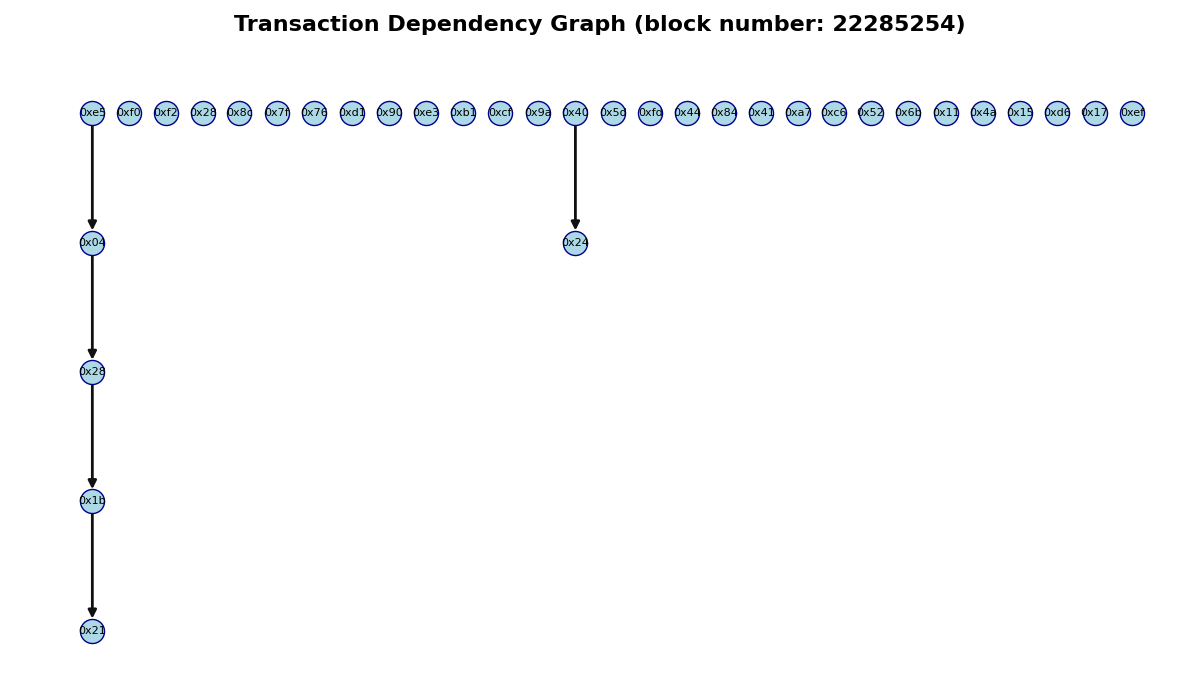 Transaction Dependency Graph (block number: 22285254)
0xe5 0xf0 0xf2 0x28 0x8c 0x7f 0x76 0xd1 0x90 0xe3 0xb1 0xcf 0x9a 0x40 0x5c 0xfd 0x44 0x84 0x41 0xa7 0xc6 0x52 0x6b 0x11 0x4a 0x15 0xd6 0x17 0xef
0x04 0x24
0x28
0x1b
0x21